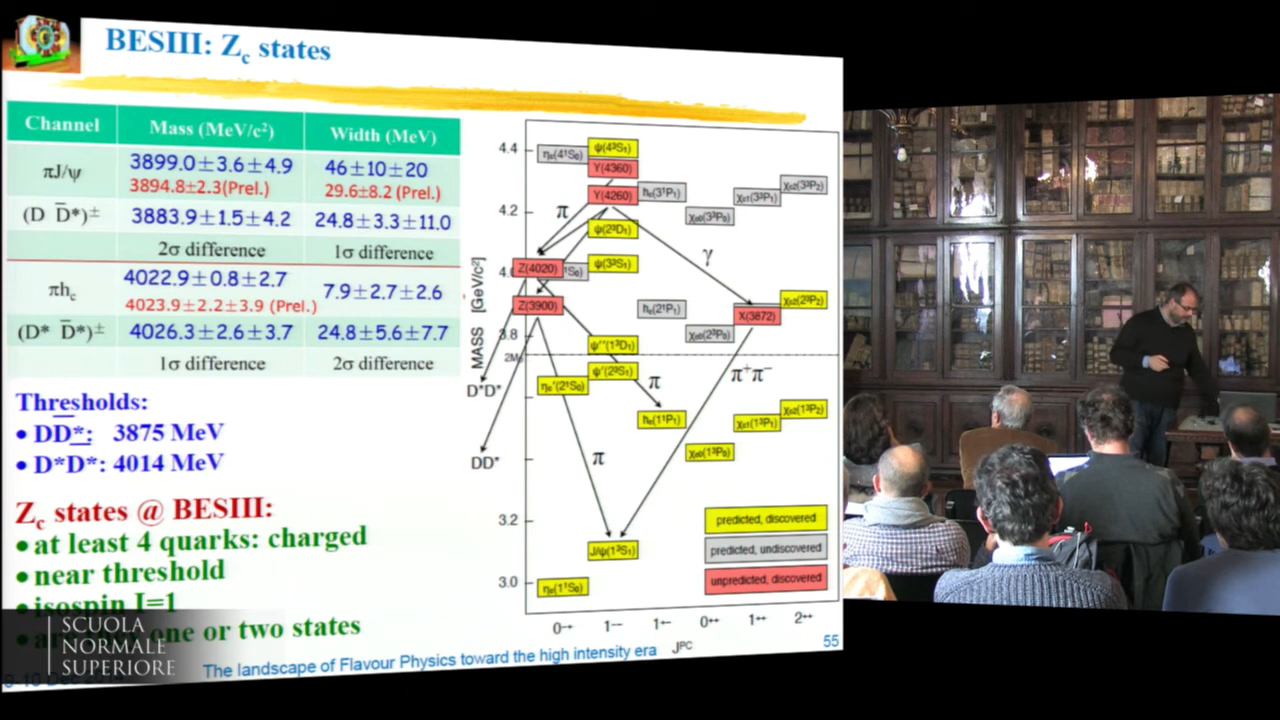 BESIII: Zc states
Channel Mass (MeV/c²) Width (MeV)
πJ/ψ 3899.0±3.6±4.9 46±10±20
3894.8±2.3(Prel.) 29.6±8.2 (Prel.)
(D D̅*)± 3883.9±1.5±4.2 24.8±3.3±11.0
2σ difference 1σ difference
πhc 4022.9±0.8±2.7 7.9±2.7±2.6
4023.9±2.2±3.9 (Prel.)
(D* D̅*)± 4026.3±2.6±3.7 24.8±5.6±7.7
1σ difference 2σ difference
Thresholds:
• DD̅*: 3875 MeV
• D*D*: 4014 MeV
Zc states @ BESIII:
• at least 4 quarks: charged
• near threshold
• isospin I=1
one or two states
SCUOLA
NORMALE
SUPERIORE
The landscape of Flavour Physics toward the high intensity era
55
MASS [GeV/c²]
4.4
4.2
4.0
3.8
3.2
3.0
ηc(4¹S0)
ψ(4³S1)
Y(4360)
Y(4260)
hc(3¹P1)
χc0(3³P0)
χc1(3³P1)
χc2(3³P2)
π
ψ(2³D1)
γ
Z(4020)
¹S0)
ψ(3³S1)
Z(3900)
hc(2¹P1)
χc0(2³P0)
X(3872)
χc2(2³P2)
ψ''(1³D1)
ηc'(2¹S0)
ψ'(2³S1)
π
π⁺π⁻
D*D*
hc(1¹P1)
χc0(1³P0)
χc1(1³P1)
χc2(1³P2)
DD*
π
J/ψ(1³S1)
ηc(1¹S0)
predicted, discovered
predicted, undiscovered
unpredicted, discovered
0⁻⁺ 1⁻⁻ 1⁺⁻ 0⁺⁺ 1⁺⁺ 2⁺⁺
JPC